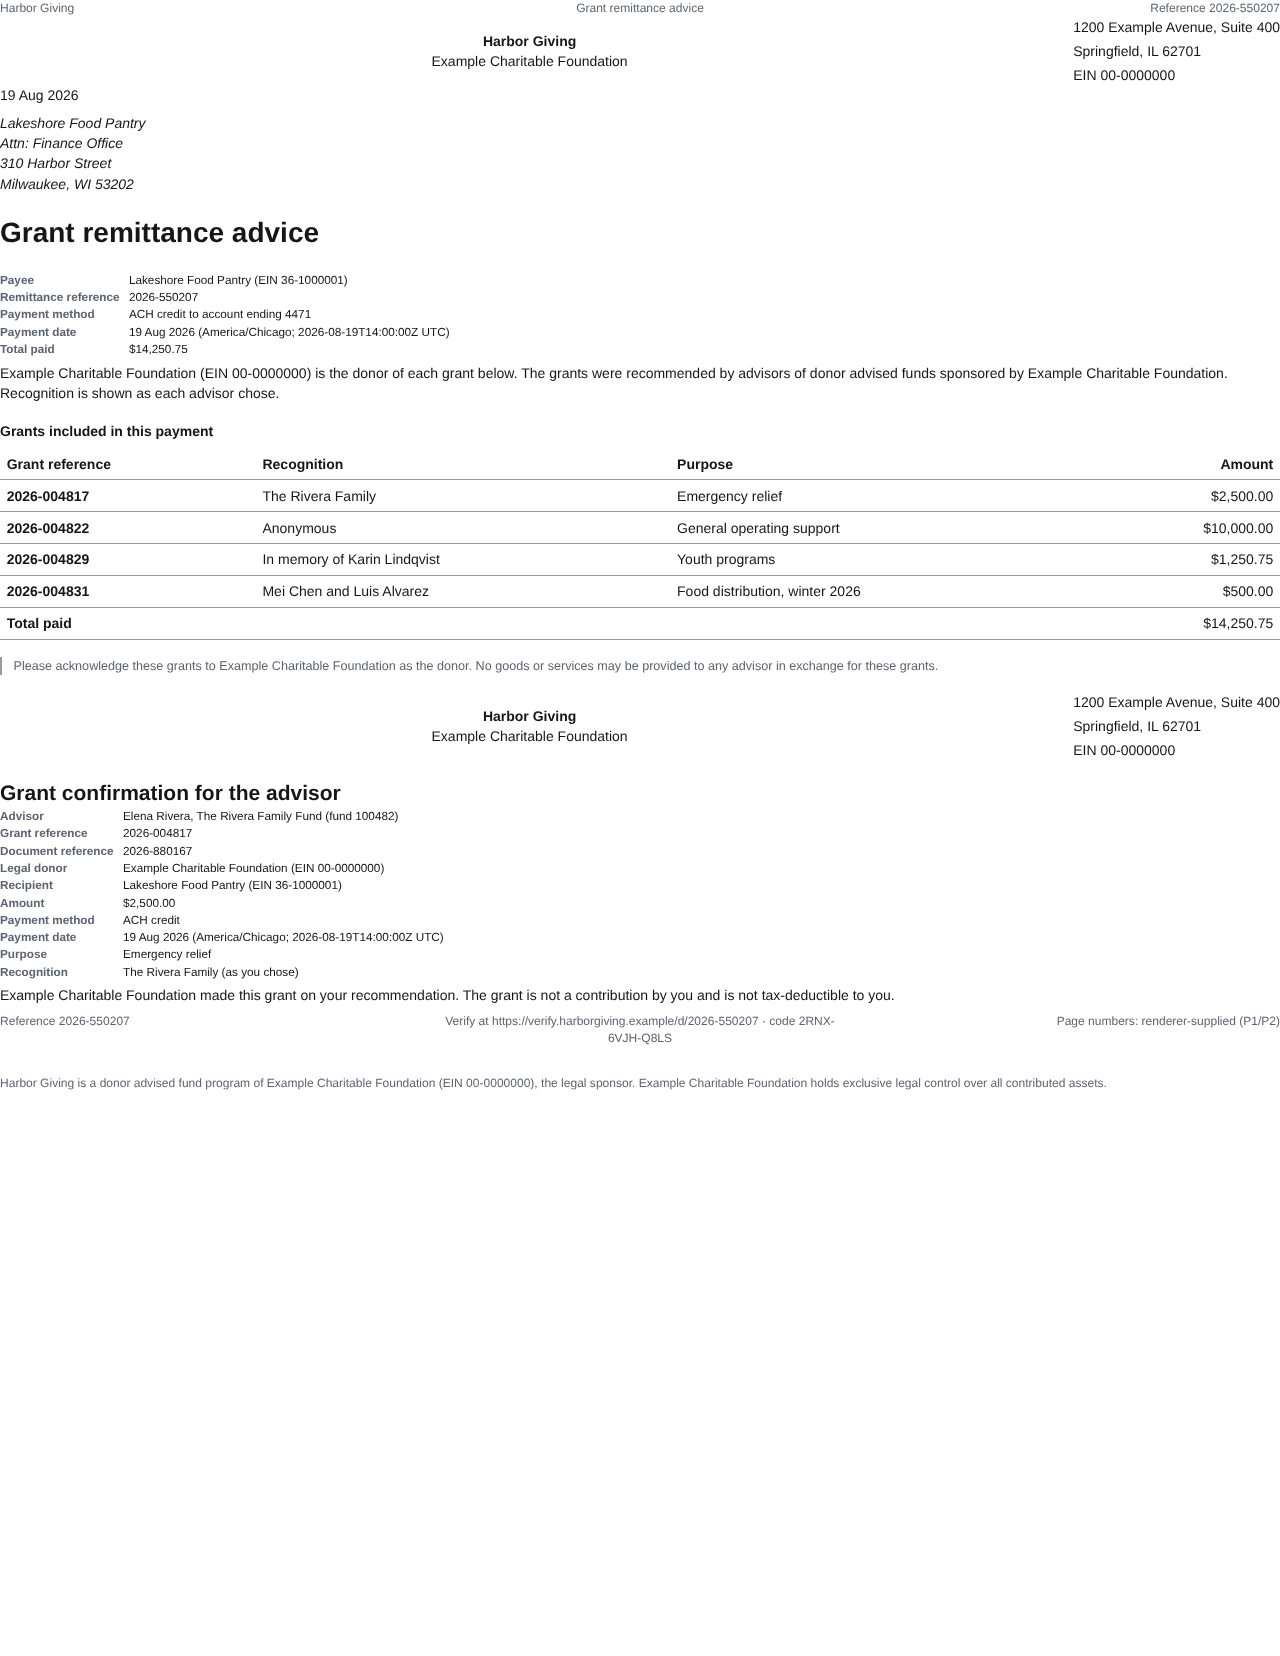 Harbor Giving Grant remittance advice Reference 2026-550207
Harbor Giving
Example Charitable Foundation
1200 Example Avenue, Suite 400
Springfield, IL 62701
EIN 00-0000000
19 Aug 2026
Lakeshore Food Pantry
Attn: Finance Office
310 Harbor Street
Milwaukee, WI 53202
Grant remittance advice
Payee Lakeshore Food Pantry (EIN 36-1000001)
Remittance reference 2026-550207
Payment method ACH credit to account ending 4471
Payment date 19 Aug 2026 (America/Chicago; 2026-08-19T14:00:00Z UTC)
Total paid $14,250.75
Example Charitable Foundation (EIN 00-0000000) is the donor of each grant below. The grants were recommended by advisors of donor advised funds sponsored by Example Charitable Foundation.
Recognition is shown as each advisor chose.
Grants included in this payment
Grant reference Recognition Purpose Amount
2026-004817 The Rivera Family Emergency relief $2,500.00
2026-004822 Anonymous General operating support $10,000.00
2026-004829 In memory of Karin Lindqvist Youth programs $1,250.75
2026-004831 Mei Chen and Luis Alvarez Food distribution, winter 2026 $500.00
Total paid $14,250.75
Please acknowledge these grants to Example Charitable Foundation as the donor. No goods or services may be provided to any advisor in exchange for these grants.
Harbor Giving
Example Charitable Foundation
1200 Example Avenue, Suite 400
Springfield, IL 62701
EIN 00-0000000
Grant confirmation for the advisor
Advisor Elena Rivera, The Rivera Family Fund (fund 100482)
Grant reference 2026-004817
Document reference 2026-880167
Legal donor Example Charitable Foundation (EIN 00-0000000)
Recipient Lakeshore Food Pantry (EIN 36-1000001)
Amount $2,500.00
Payment method ACH credit
Payment date 19 Aug 2026 (America/Chicago; 2026-08-19T14:00:00Z UTC)
Purpose Emergency relief
Recognition The Rivera Family (as you chose)
Example Charitable Foundation made this grant on your recommendation. The grant is not a contribution by you and is not tax-deductible to you.
Reference 2026-550207 Verify at https://verify.harborgiving.example/d/2026-550207 · code 2RNX- Page numbers: renderer-supplied (P1/P2)
6VJH-Q8LS
Harbor Giving is a donor advised fund program of Example Charitable Foundation (EIN 00-0000000), the legal sponsor. Example Charitable Foundation holds exclusive legal control over all contributed assets.